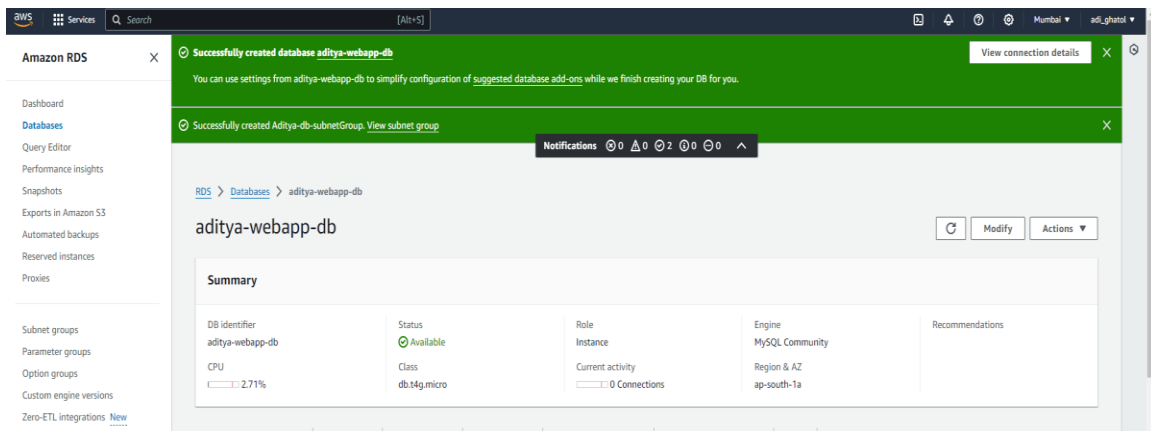 aws Services Search [Alt+S] Mumbai ▼ adi_ghatol ▼
Amazon RDS X
Dashboard
Databases
Query Editor
Performance insights
Snapshots
Exports in Amazon S3
Automated backups
Reserved instances
Proxies
Subnet groups
Parameter groups
Option groups
Custom engine versions
Zero-ETL integrations New
Successfully created database aditya-webapp-db View connection details X
You can use settings from aditya-webapp-db to simplify configuration of suggested database add-ons while we finish creating your DB for you.
Successfully created Aditya-db-subnetGroup. View subnet group X
Notifications 0 0 2 0 0
RDS > Databases > aditya-webapp-db
aditya-webapp-db Modify Actions ▼
Summary
DB identifier Status Role Engine Recommendations
aditya-webapp-db Available Instance MySQL Community
CPU Class Current activity Region & AZ
2.71% db.t4g.micro 0 Connections ap-south-1a